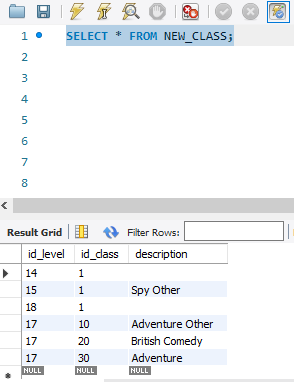 1 SELECT * FROM NEW_CLASS;
2
3
4
5
6
7
8
Result Grid Filter Rows:
id_level id_class description
14 1
15 1 Spy Other
18 1
17 10 Adventure Other
17 20 British Comedy
17 30 Adventure
NULL NULL NULL